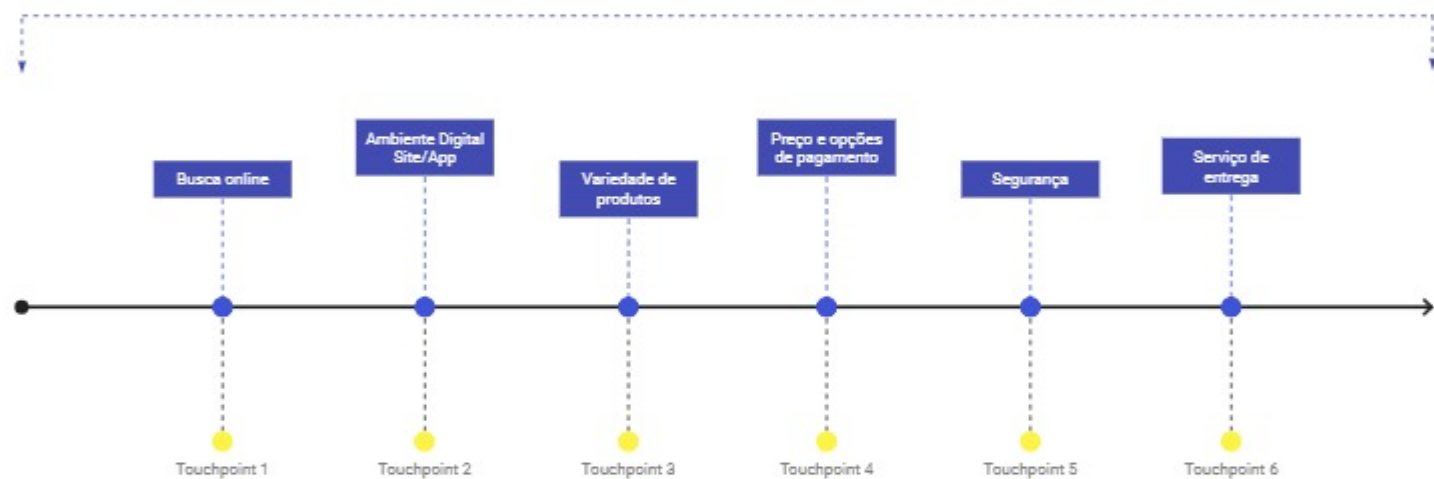 Busca online
Ambiente Digital
Site/App
Variedade de
produtos
Preço e opções
de pagamento
Segurança
Serviço de
entrega
Touchpoint 1
Touchpoint 2
Touchpoint 3
Touchpoint 4
Touchpoint 5
Touchpoint 6